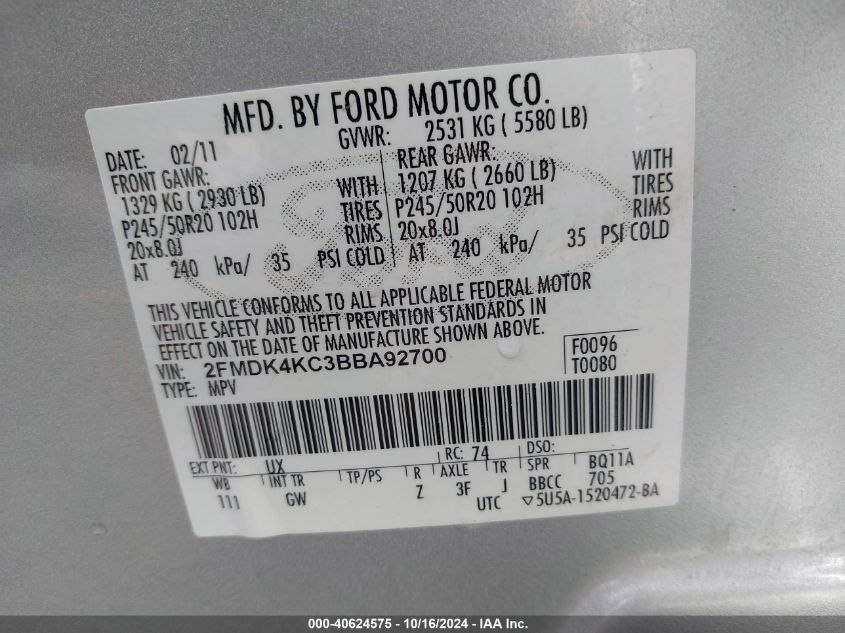 MFD. BY FORD MOTOR CO.
DATE: 02/11 GVWR: 2531 KG ( 5580 LB)
FRONT GAWR: REAR GAWR:
1329 KG ( 2930 LB) WITH 1207 KG ( 2660 LB) WITH
P245/50R20 102H TIRES P245/50R20 102H TIRES
20x8.0J RIMS 20x8.0J RIMS
AT 240 kPa/ 35 PSI COLD AT 240 kPa/ 35 PSI COLD
THIS VEHICLE CONFORMS TO ALL APPLICABLE FEDERAL MOTOR
VEHICLE SAFETY AND THEFT PREVENTION STANDARDS IN
EFFECT ON THE DATE OF MANUFACTURE SHOWN ABOVE.
VIN: 2FMDK4KC3BBA92700 F0096
TYPE: MPV T0080
EXT PNT: UX RC: 74 DSO:
WB INT TR TP/PS R AXLE TR SPR BQ11A
111 GW Z 3F J BBCC 705
UTC ▽5U5A-1520472-BA
000-40624575 - 10/16/2024 - IAA Inc.